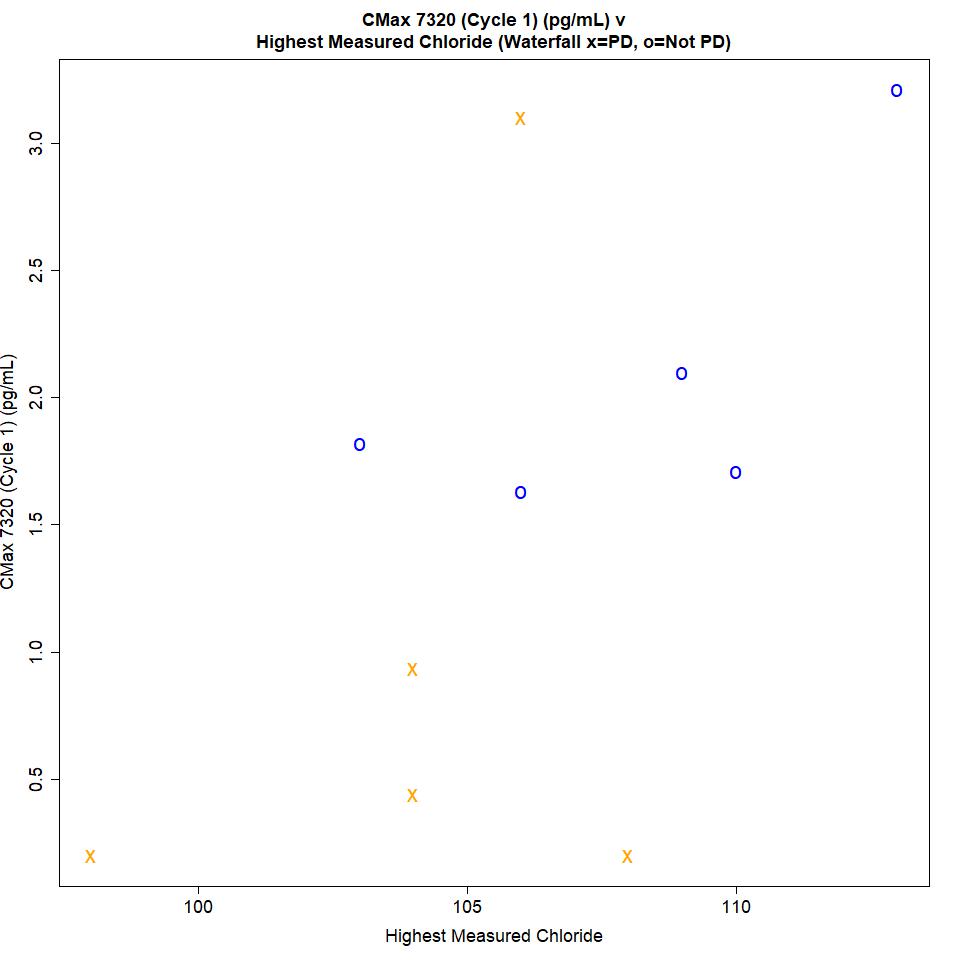 CMax 7320 (Cycle 1) (pg/mL) v
Highest Measured Chloride (Waterfall x=PD, o=Not PD)
CMax 7320 (Cycle 1) (pg/mL)
3.0
2.5
2.0
1.5
1.0
0.5
x
o
o
o
o
o
x
x
x
x
100
105
110
Highest Measured Chloride